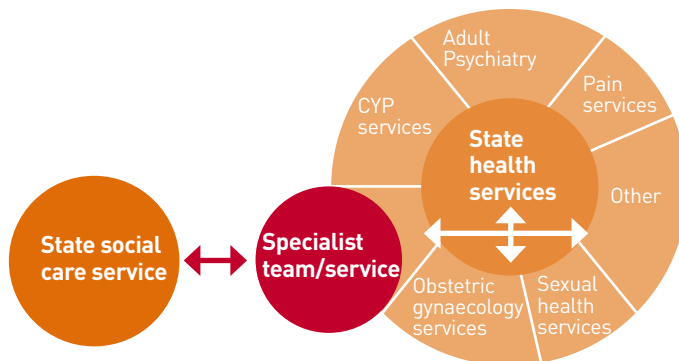 Adult
Psychiatry
Pain
services
CYP
services
State
health
services
Other
State social
care service
Specialist
team/service
Obstetric
gynaecology
services
Sexual
health
services